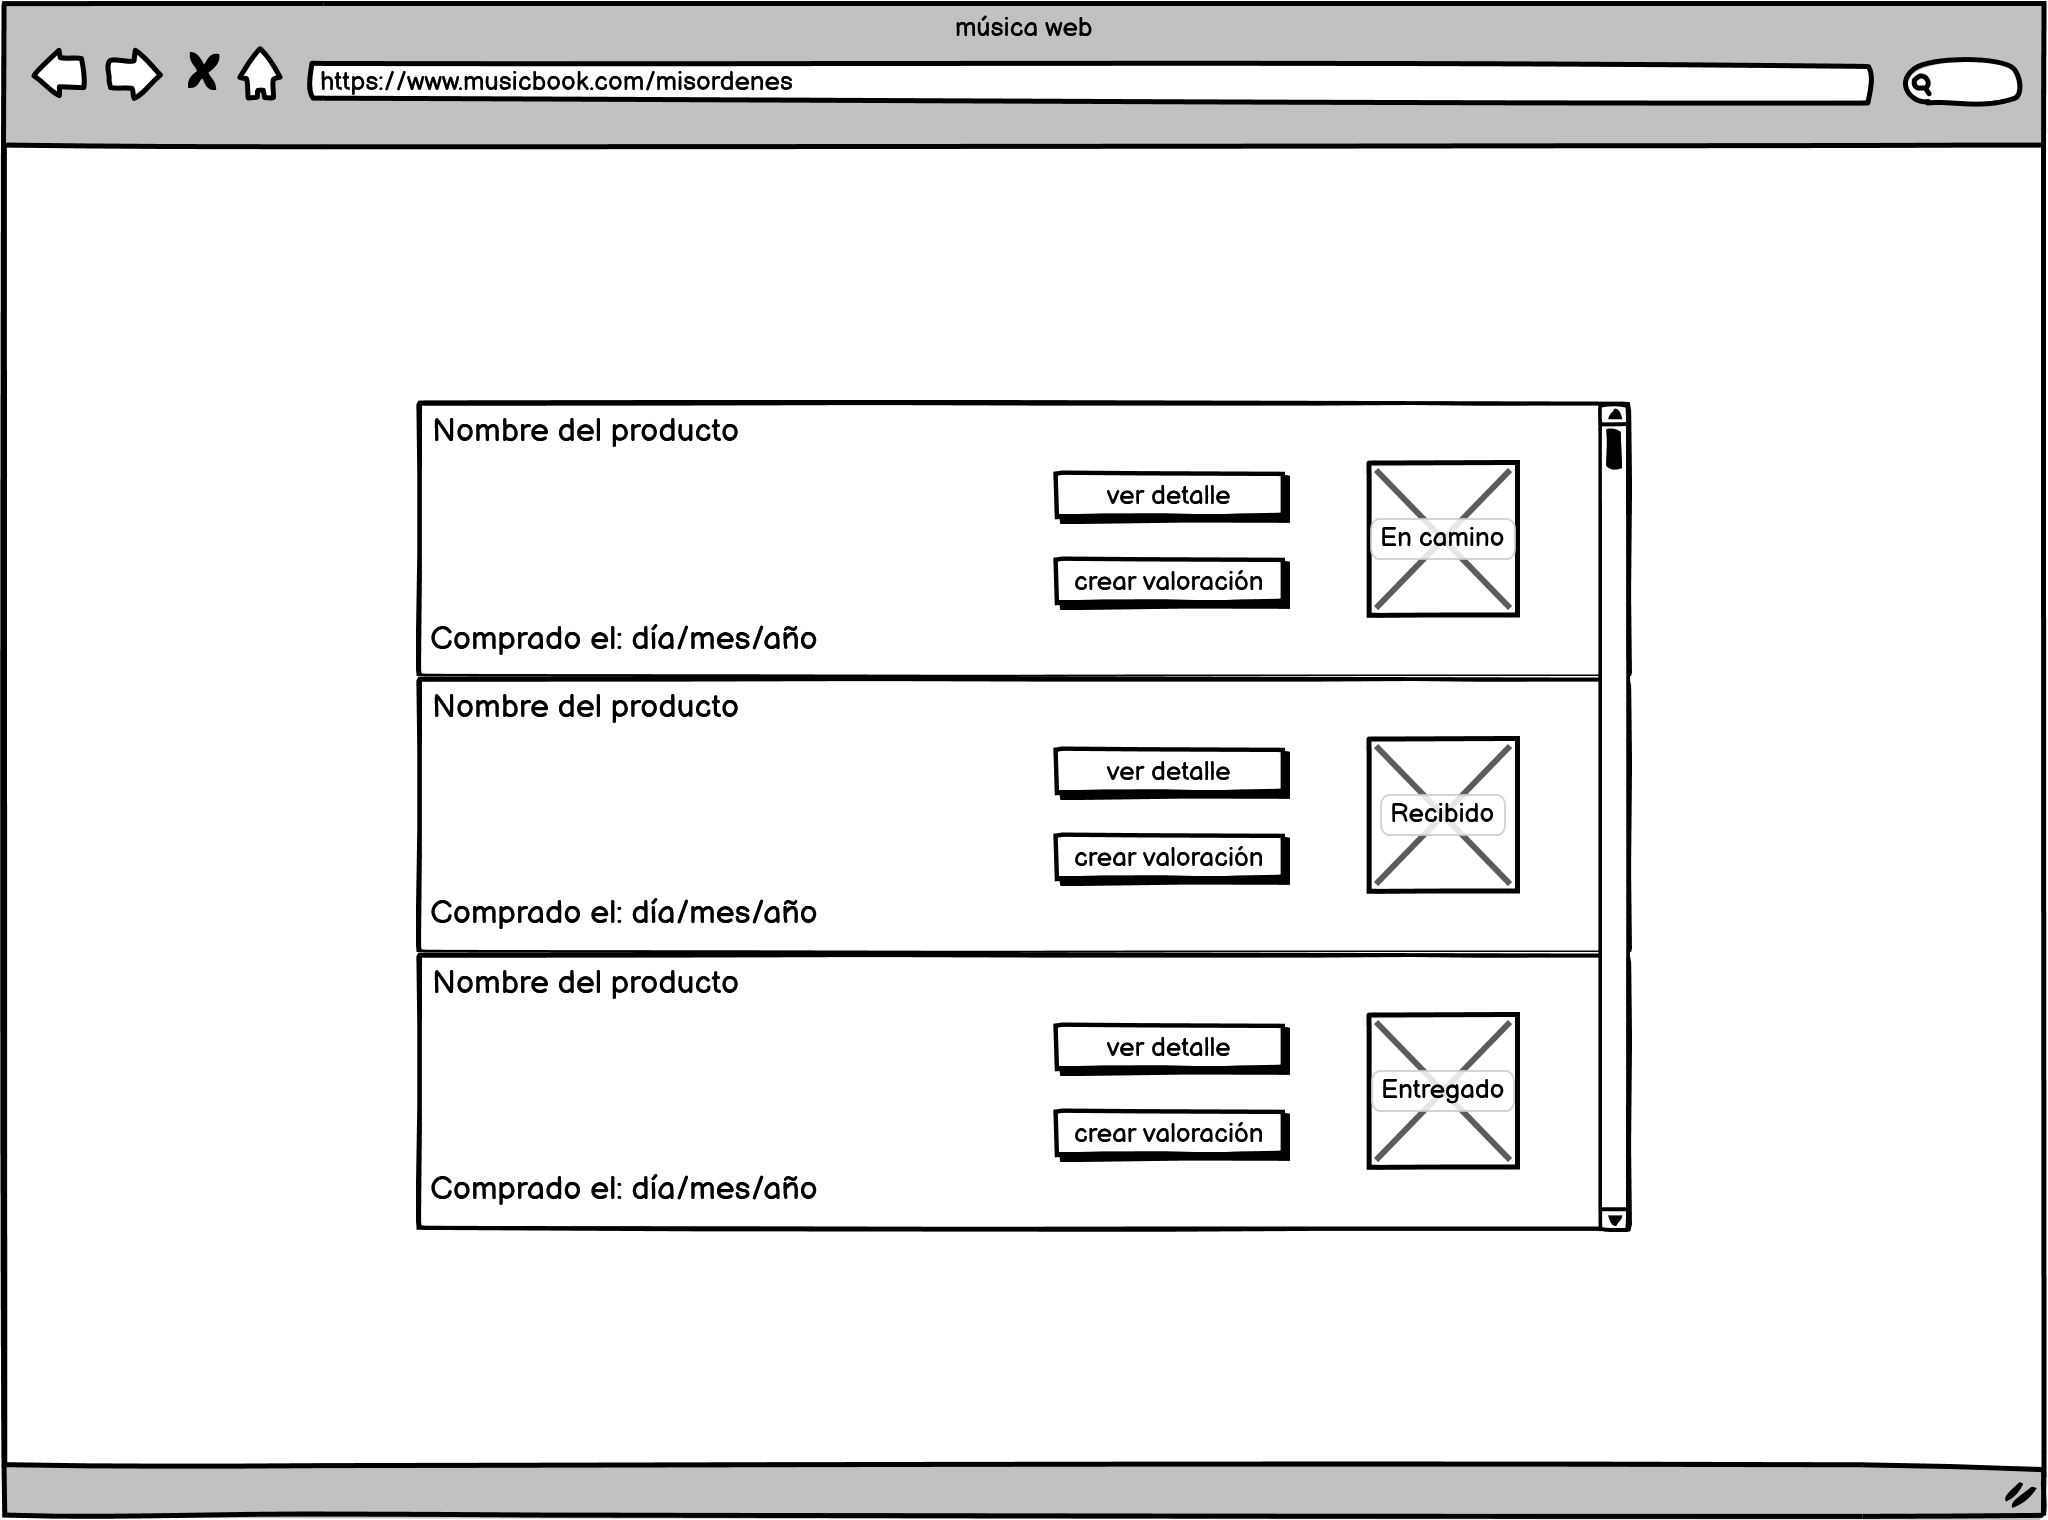 música web
https://www.musicbook.com/misordenes
Nombre del producto
ver detalle
En camino
crear valoración
Comprado el: día/mes/año
Nombre del producto
ver detalle
Recibido
crear valoración
Comprado el: día/mes/año
Nombre del producto
ver detalle
Entregado
crear valoración
Comprado el: día/mes/año